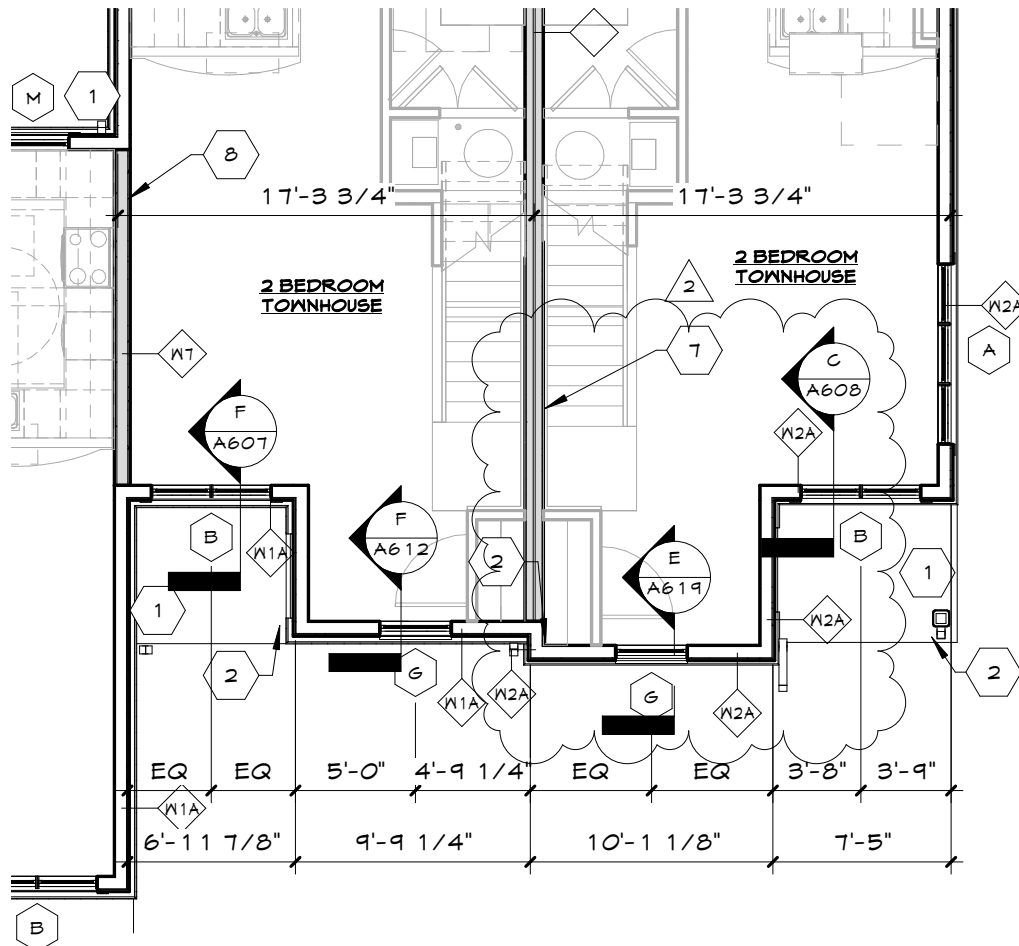 M
1
8
17'-3 3/4"
17'-3 3/4"
2 BEDROOM
TOWNHOUSE
2 BEDROOM
TOWNHOUSE
2
W2A
7
A
W7
C
A608
F
A607
W2A
F
A612
B
W1A
2
E
A619
B
1
1
W2A
2
G
W1A
W2A
G
W2A
2
EQ
EQ
5'-0"
4'-9 1/4"
EQ
EQ
3'-8"
3'-9"
W1A
6'-11 7/8"
9'-9 1/4"
10'-1 1/8"
7'-5"
B